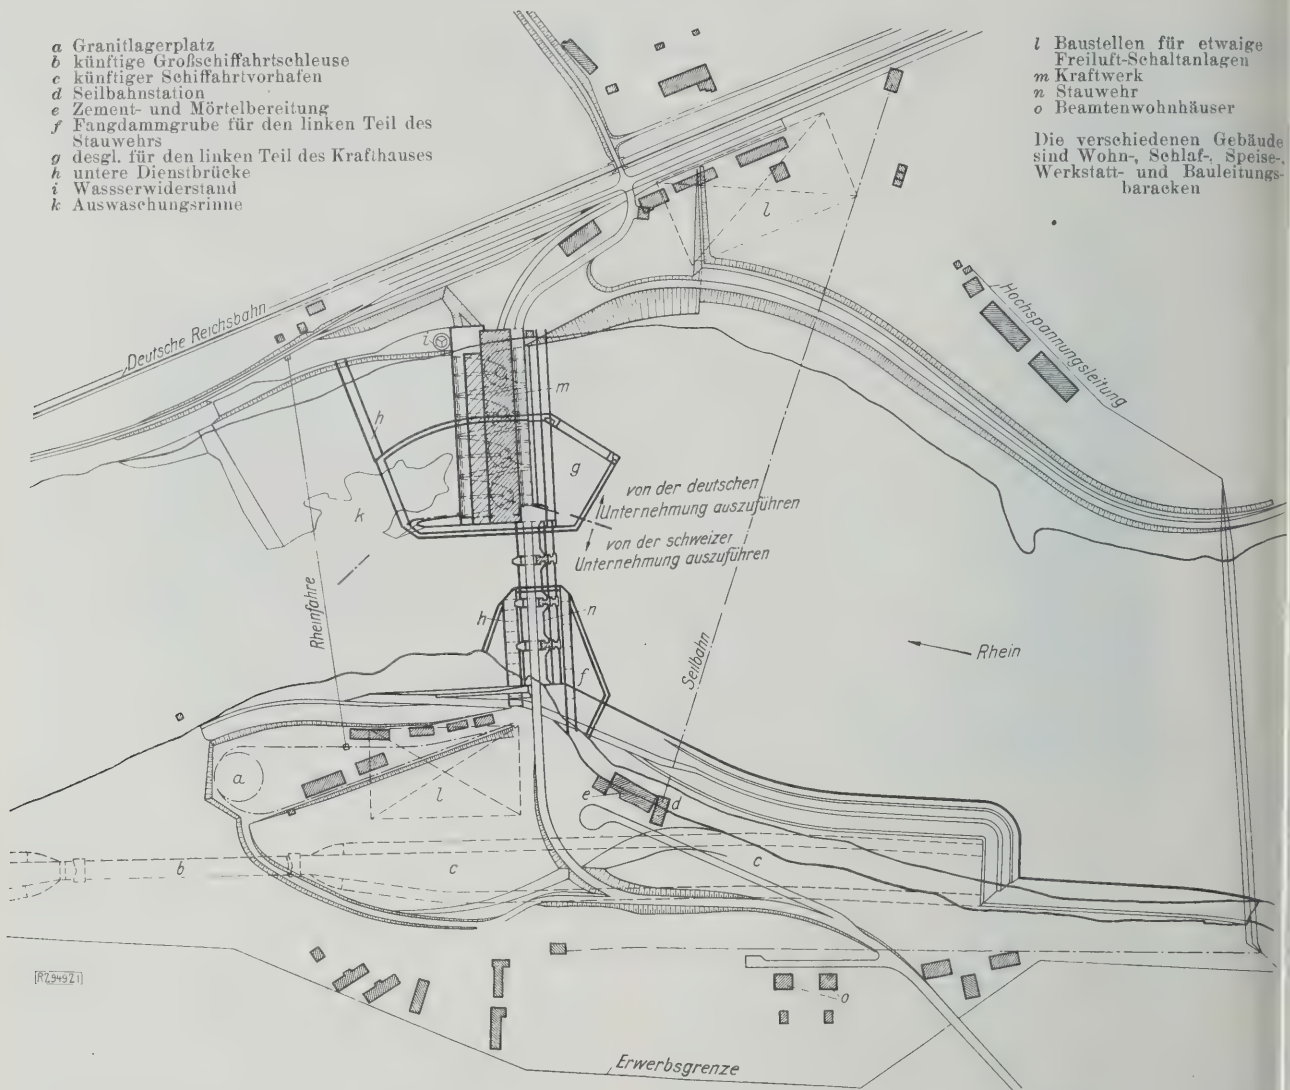 a Granitlagerplatz
b künftige Großschiffahrtschleuse
c künftiger Schiffahrtvorhafen
d Seilbahnstation
e Zement- und Mörtelbereitung
f Fangdammgrube für den linken Teil des
Stauwehrs
g desgl. für den linken Teil des Krafthauses
h untere Dienstbrücke
i Wassserwiderstand
k Auswaschungsrinne
l Baustellen für etwaige
Freiluft-Schaltanlagen
m Kraftwerk
n Stauwehr
o Beamtenwohnhäuser
Die verschiedenen Gebäude
sind Wohn-, Schlaf-, Speise-,
Werkstatt- und Bauleitungs-
baracken
l
Deutsche Reichsbahn
Hochspannungsleitung
i
m
h
g
k
von der deutschen
Unternehmung auszuführen
von der schweizer
Unternehmung auszuführen
Rheinfähre
h
n
Seilbahn
Rhein
f
a
l
e
d
b
c
c
RZ949Z1
o
Erwerbsgrenze